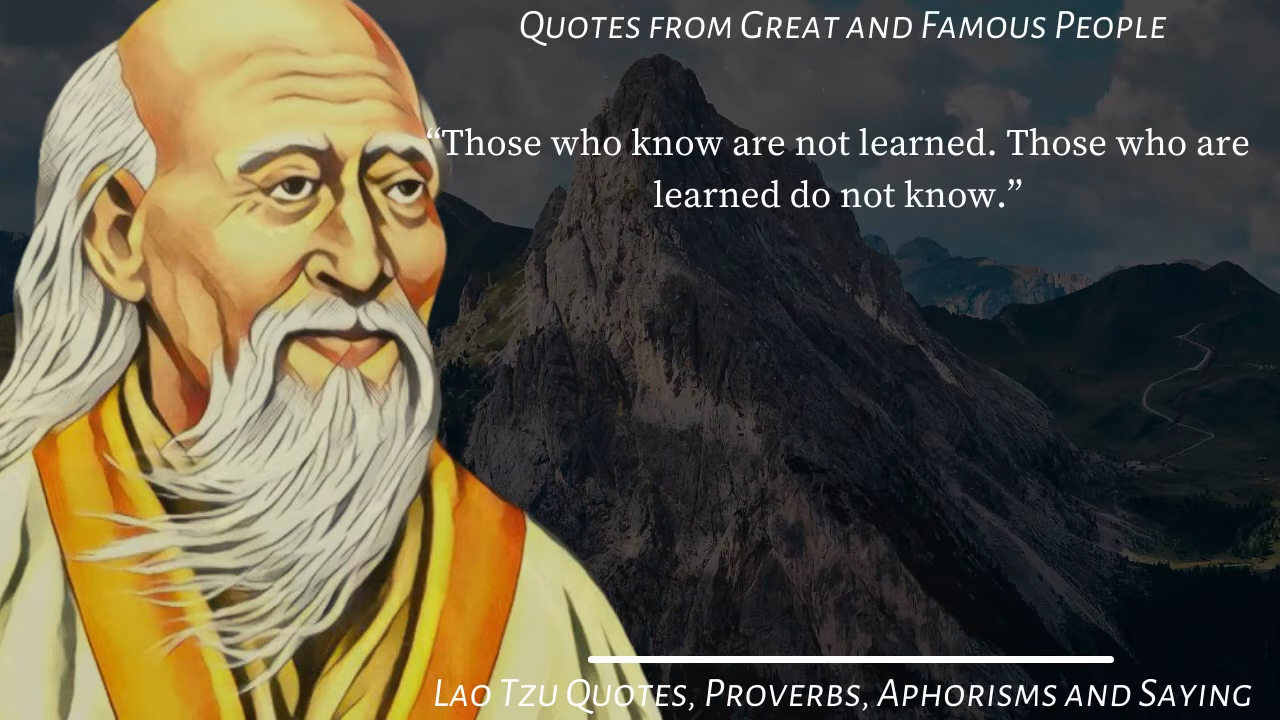 Quotes from Great and Famous People
“Those who know are not learned. Those who are
learned do not know.”
Lao Tzu Quotes, Proverbs, Aphorisms and Saying